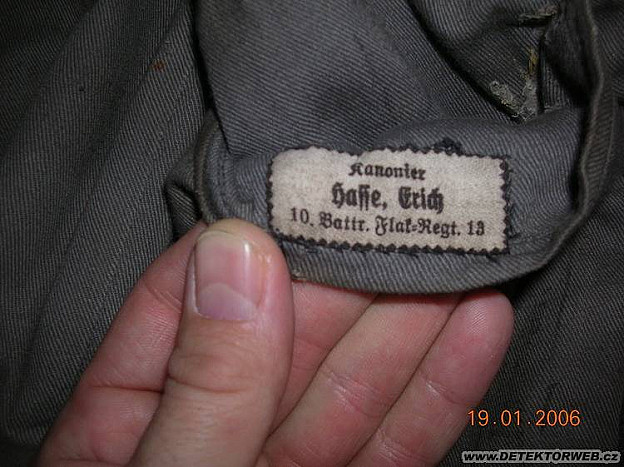 Kanonier
Hasse, Erich
10. Battr. Flak=Regt. 13
19.01.2006
www.DETEKTORWEB.cz